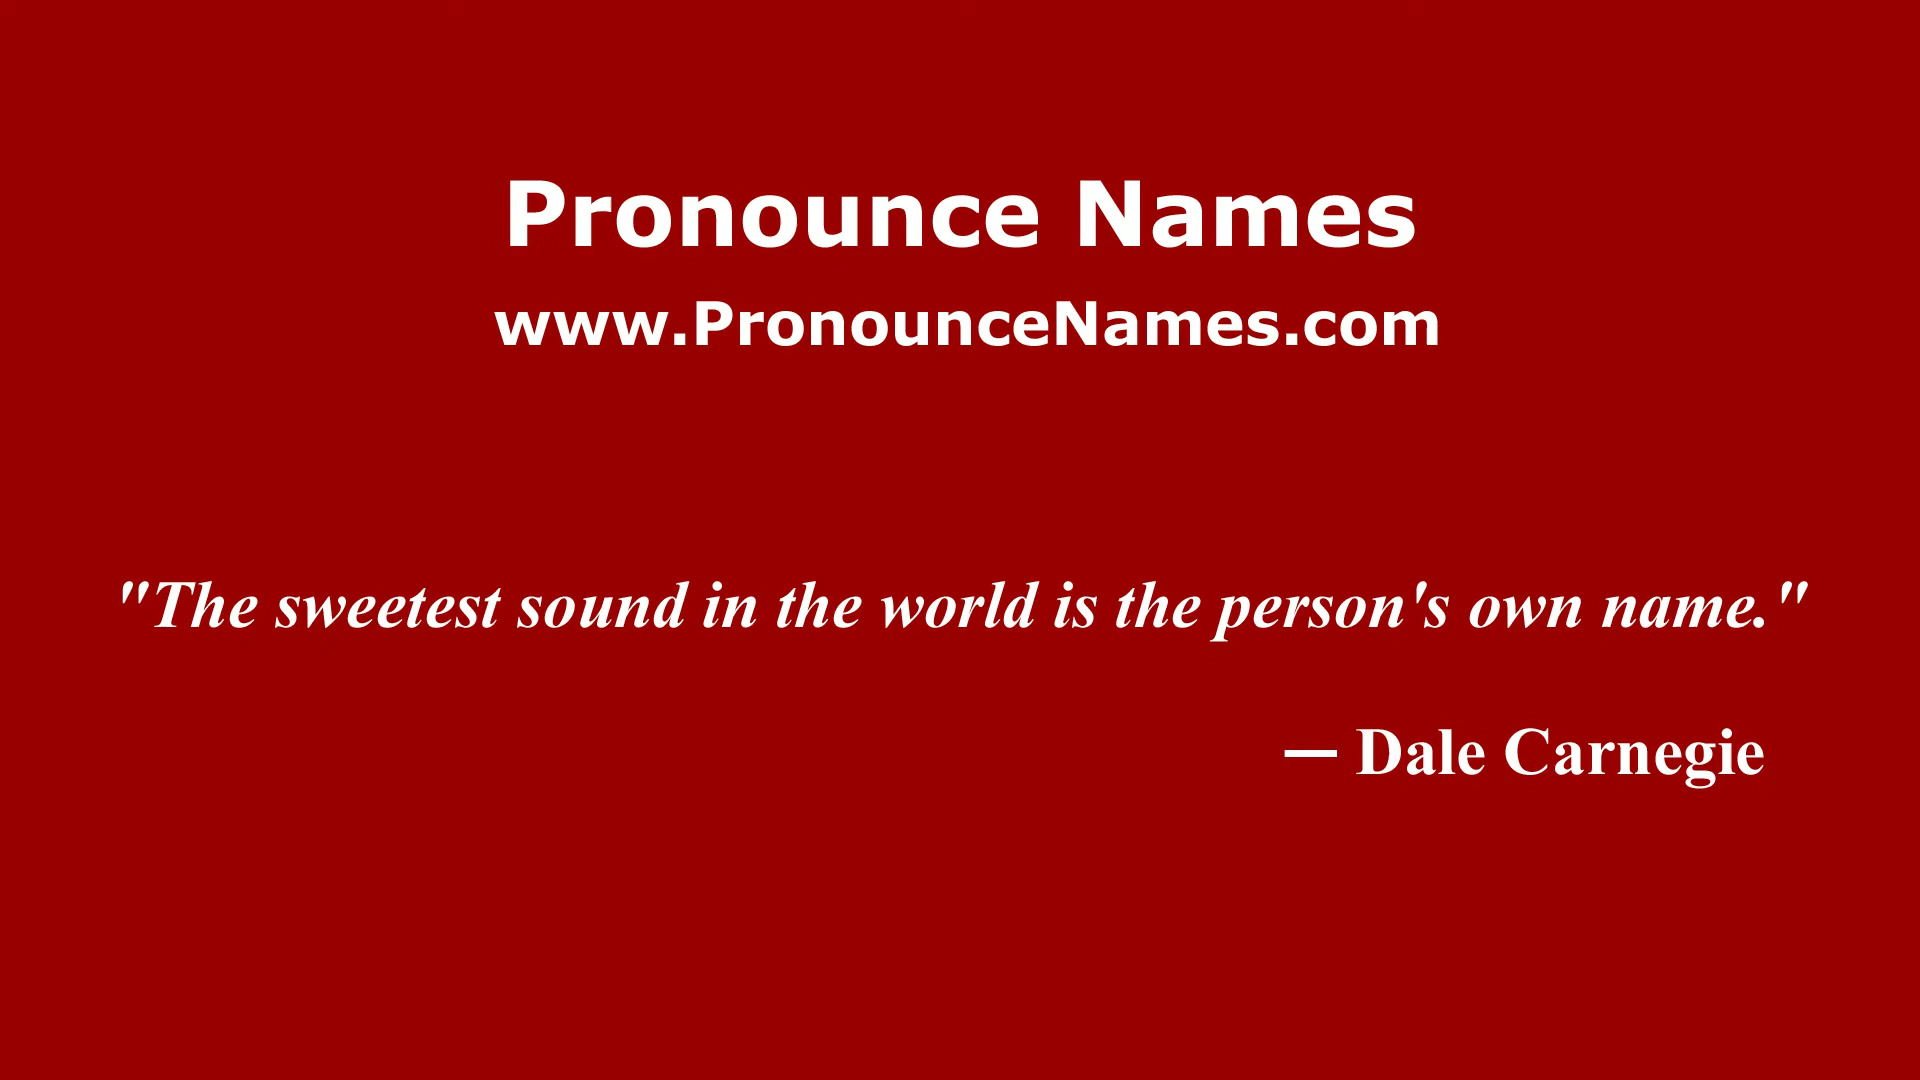 Pronounce Names
www.PronounceNames.com
"The sweetest sound in the world is the person's own name."
— Dale Carnegie